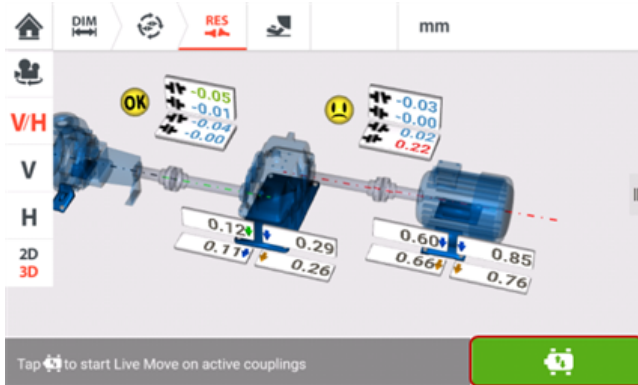 DIM
RES
mm
V/H
V
H
2D
3D
OK
-0.05
-0.01
-0.04
-0.00
-0.03
-0.00
0.02
0.22
0.12 0.29
0.11 0.26
0.60 0.85
0.66 0.76
Tap to start Live Move on active couplings